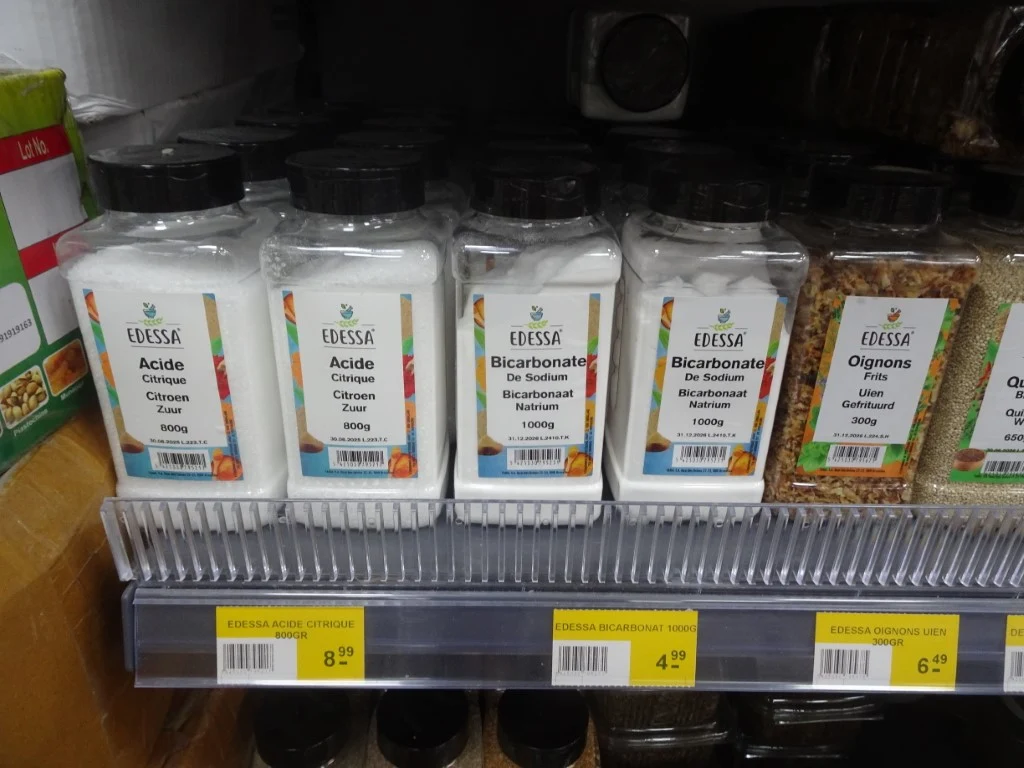 Lot No.
91919163
EDESSA
Acide
Citrique
Citroen
Zuur
800g
EDESSA
Acide
Citrique
Citroen
Zuur
800g
EDESSA
Bicarbonate
De Sodium
Bicarbonaat
Natrium
1000g
EDESSA
Bicarbonate
De Sodium
Bicarbonaat
Natrium
1000g
EDESSA
Oignons
Frits
Uien
Gefrituurd
300g
EDESSA ACIDE CITRIQUE
800GR
8.99
EDESSA BICARBONAT 1000G
4.99
EDESSA OIGNONS UIEN
300GR
6.49